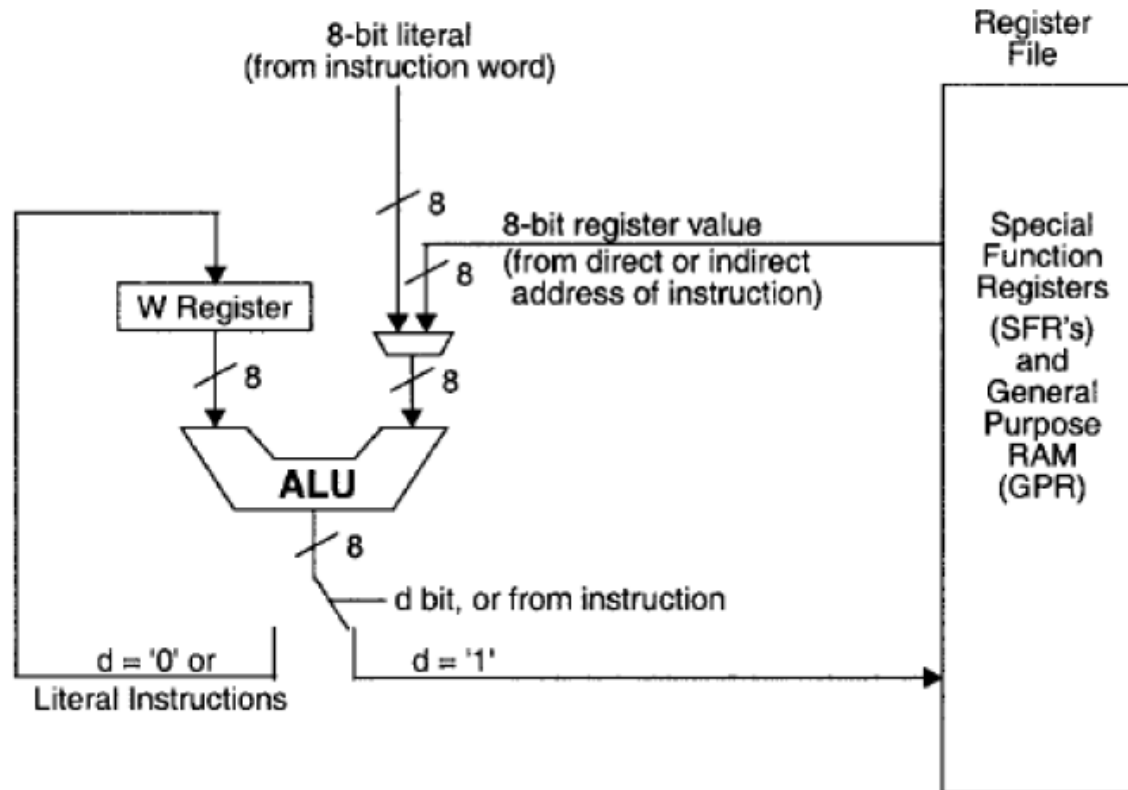 8-bit literal
(from instruction word)
Register
File
8
8-bit register value
(from direct or indirect
address of instruction)
8
Special
Function
Registers
(SFR's)
and
General
Purpose
RAM
(GPR)
W Register
8
8
ALU
8
d bit, or from instruction
d = '0' or
Literal Instructions
d = '1'